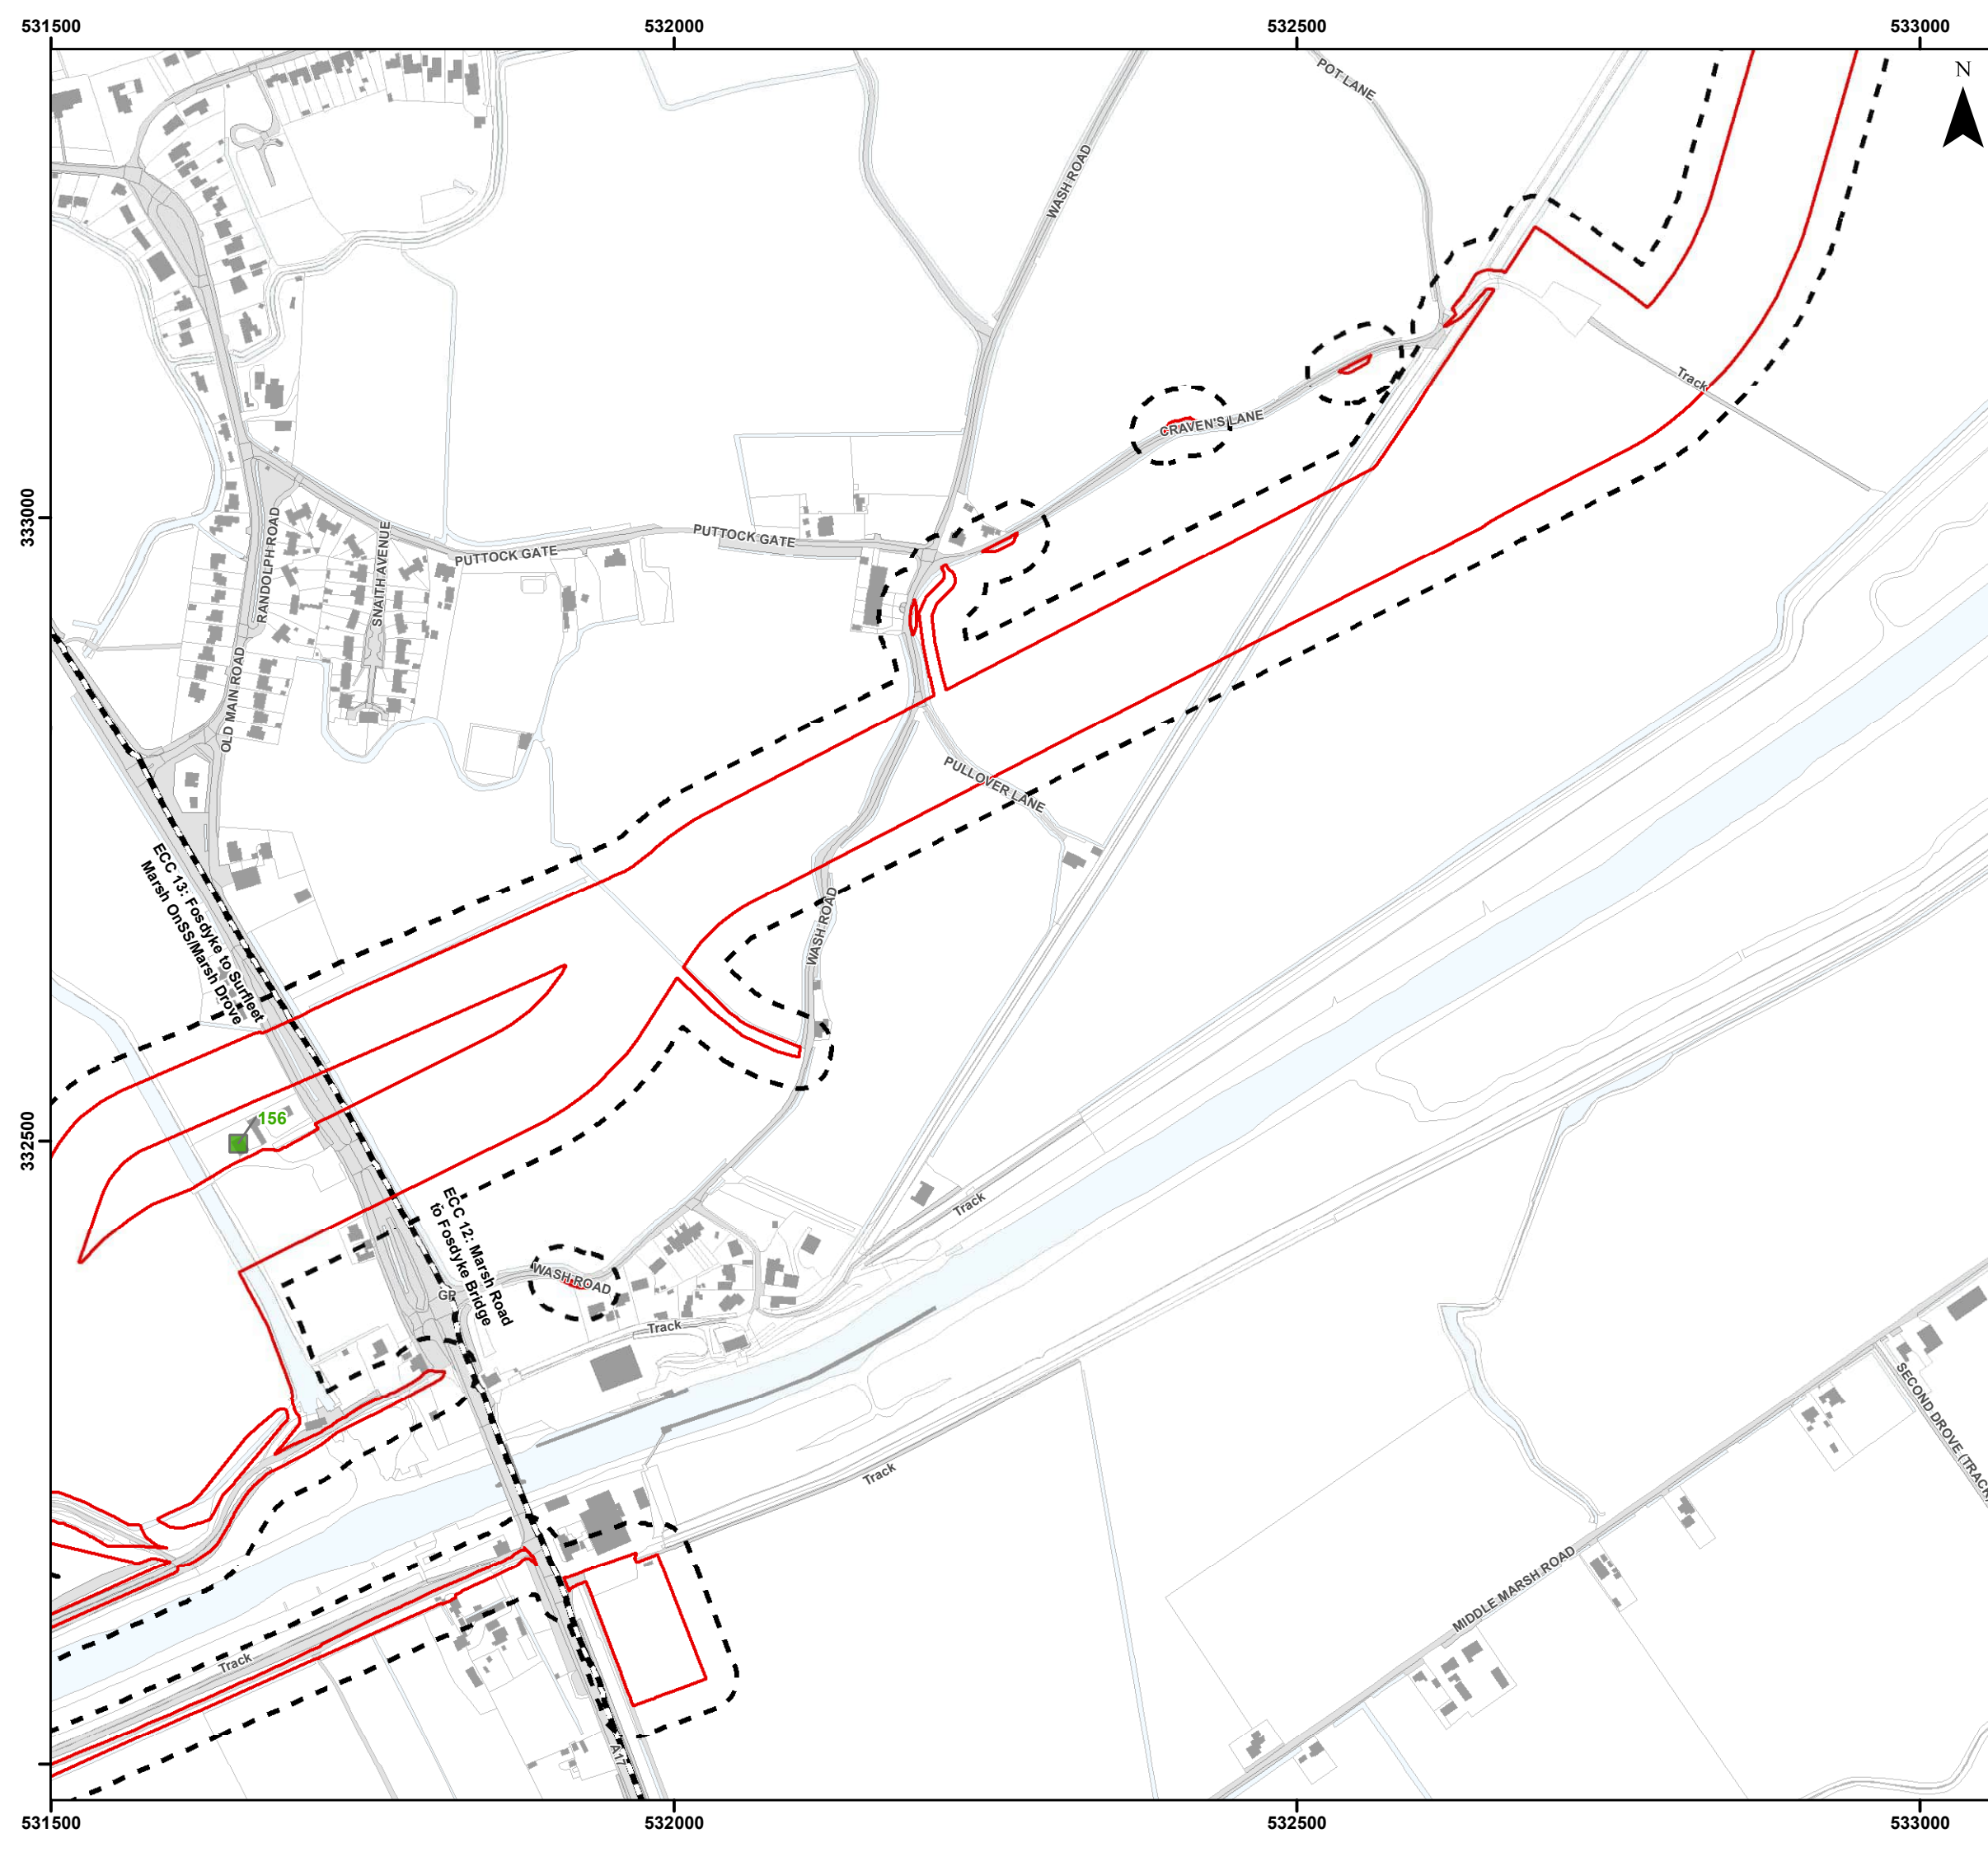 531500
532000
532500
533000
N
POT LANE
WASH ROAD
Track
CRAVEN'S LANE
333000
PUTTOCK GATE
PUTTOCK GATE
RANDOLPH ROAD
SNAITH AVENUE
OLD MAIN ROAD
PULLOVER LANE
WASH ROAD
ECC 13: Fosdyke to Surfleet
Marsh OnSS/Marsh Drove
156
332500
ECC 12: Marsh Road
to Fosdyke Bridge
Track
WASH ROAD
GP
Track
SECOND DROVE (TRACK)
Track
MIDDLE MARSH ROAD
Track
A17
531500
532000
532500
533000